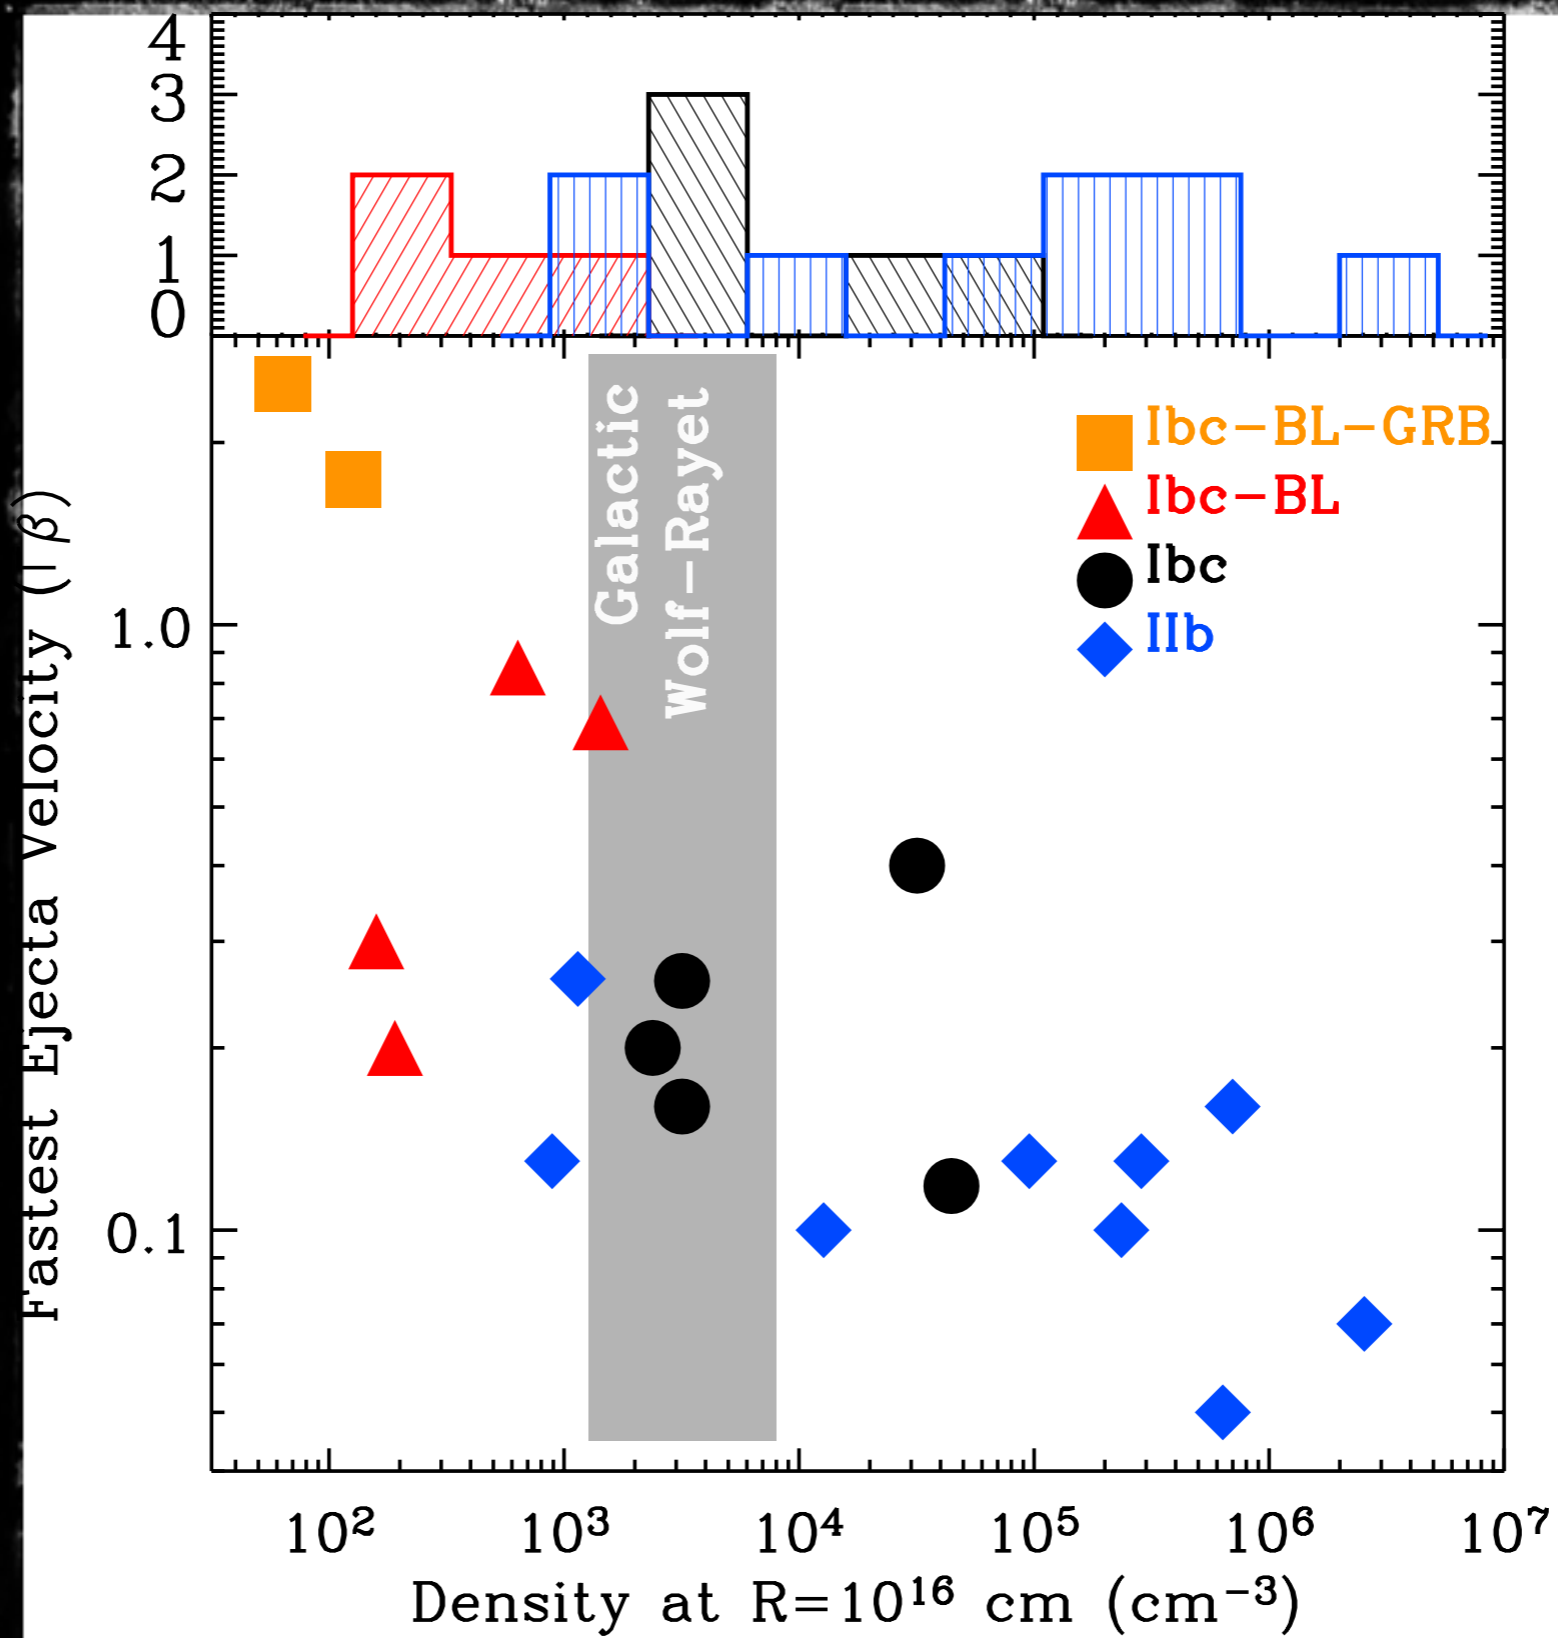 4
3
2
1
0
Galactic
Wolf-Rayet
Ibc-BL-GRB
Ibc-BL
Ibc
IIb
1.0
0.1
Fastest Ejecta Velocity (Γβ)
10² 10³ 10⁴ 10⁵ 10⁶ 10⁷
Density at R=10¹⁶ cm (cm⁻³)